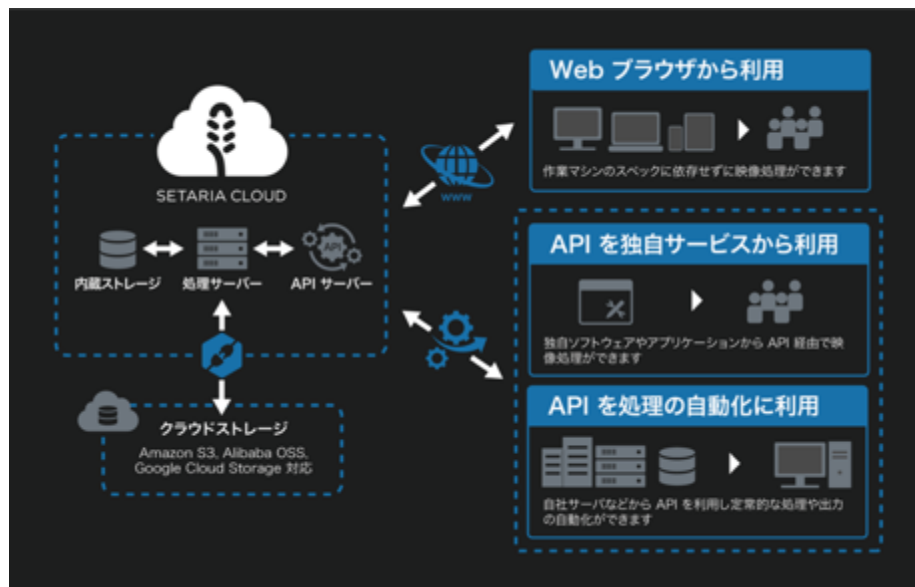 SETARIA CLOUD
内蔵ストレージ
処理サーバー
API
API サーバー
クラウドストレージ
Amazon S3, Alibaba OSS,
Google Cloud Storage 対応
www
Web ブラウザから利用
作業マシンのスペックに依存せずに映像処理ができます
API を独自サービスから利用
独自ソフトウェアやアプリケーションから API 経由で映
像処理ができます
API を処理の自動化に利用
自社サーバなどから API を利用し定常的な処理や出力
の自動化ができます